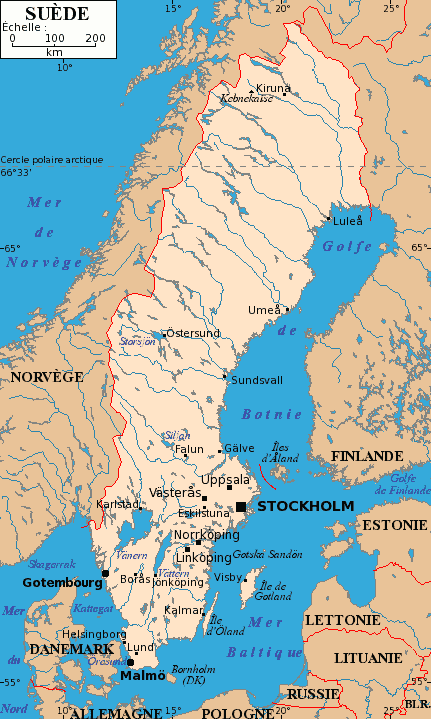 SUÈDE
Échelle :
0 100 200
km
15° 20° 25°
10°
Kiruna
Kebnekaise
Cercle polaire arctique
66°33'
Mer
de
Norvège
Luleå
Golfe
65° 65°
Umeå
de
Östersund
Storsjön
NORVÈGE
Sundsvall
Botnie
Siljan
Falun
Gälve
Îles
d'Åland
FINLANDE
Uppsala
Västerås
Golfe
de Finlande
Karlstad
Eskilstuna
STOCKHOLM
ESTONIE
Norrköping
Vänern
Linköping
Gotska Sandön
Skagarrak
Gotembourg
Vättern
Borås
Jönköping
Visby
Île de
Gotland
Mer
Kattegat
Kalmar
Île
d'Öland
Mer
LETTONIE
Helsingborg
DANEMARK
Lund
Baltique
LITUANIE
du
Oresund
Malmö
Bornholm
(DK)
55° 55°
RUSSIE
Nord
BLR.
10° 15° 20° 25°
ALLEMAGNE
POLOGNE